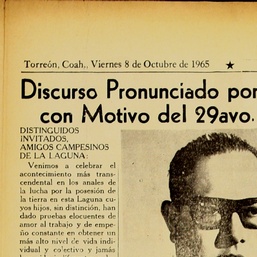 Torreón, Coah., Viernes 8 de Octubre de 1965 ★
Discurso Pronunciado por
con Motivo del 29avo.
DISTINGUIDOS
INVITADOS,
AMIGOS CAMPESINOS
DE LA LAGUNA:
Venimos a celebrar el
acontecimiento más tras-
cendental en los anales de
la lucha por la posesión de
la tierra en esta Laguna cu-
yos hijos, sin distinción, han
dado pruebas elocuentes de
amor al trabajo y de empe-
ño constante en obtener un
más alto nivel de vida indi-
vidual y colectivo y jamás